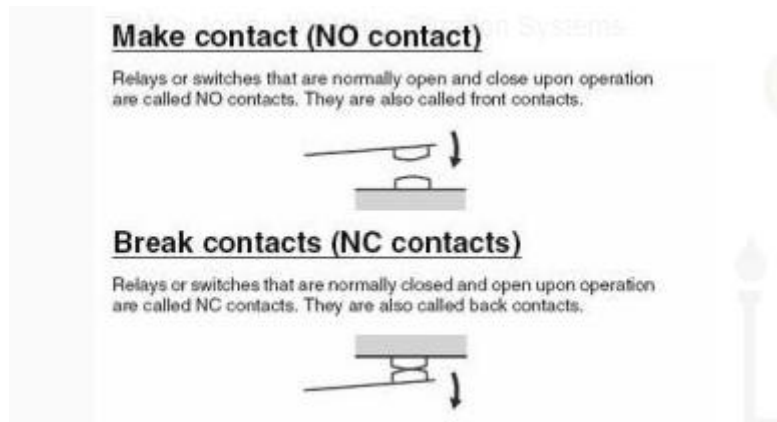 Make contact (NO contact)
Relays or switches that are normally open and close upon operation
are called NO contacts. They are also called front contacts.
Break contacts (NC contacts)
Relays or switches that are normally closed and open upon operation
are called NC contacts. They are also called back contacts.